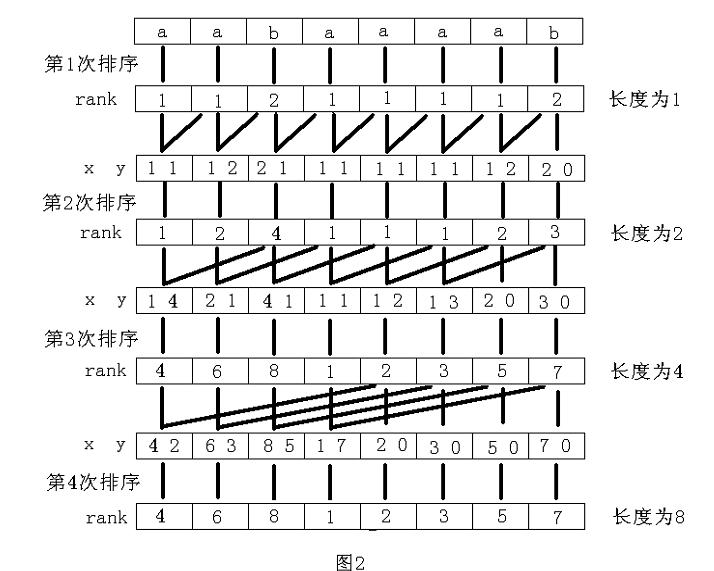 a a b a a a a b
第1次排序
rank 1 1 2 1 1 1 1 2 长度为1
x y 1 1 1 2 2 1 1 1 1 1 1 1 1 2 2 0
第2次排序
rank 1 2 4 1 1 1 2 3 长度为2
x y 1 4 2 1 4 1 1 1 1 2 1 3 2 0 3 0
第3次排序
rank 4 6 8 1 2 3 5 7 长度为4
x y 4 2 6 3 8 5 1 7 2 0 3 0 5 0 7 0
第4次排序
rank 4 6 8 1 2 3 5 7 长度为8
图2